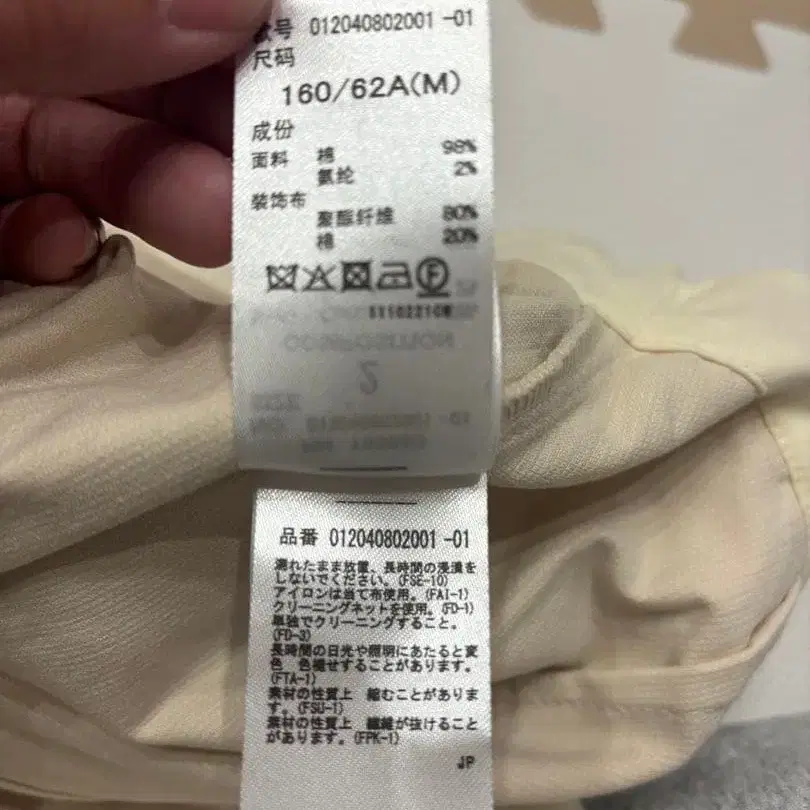 款号 012040802001 -01
尺码
160/62A(M)
成份
面料 棉 98%
氨纶 2%
装饰布
聚酯纤维 80%
棉 20%
F
品番 012040802001 -01
濡れたまま放置、長時間の浸漬を
しないでください。(FSE-10)
アイロンは当て布使用。(FAI-1)
クリーニングネットを使用。(FD-1)
単独でクリーニングすること。
(FD-3)
長時間の日光や照明にあたると変
色 色褪せすることがあります。
(FTA-1)
素材の性質上 縮むことがありま
す。(FSU-1)
素材の性質上 繊維が抜けること
があります。(FPK-1)
JP